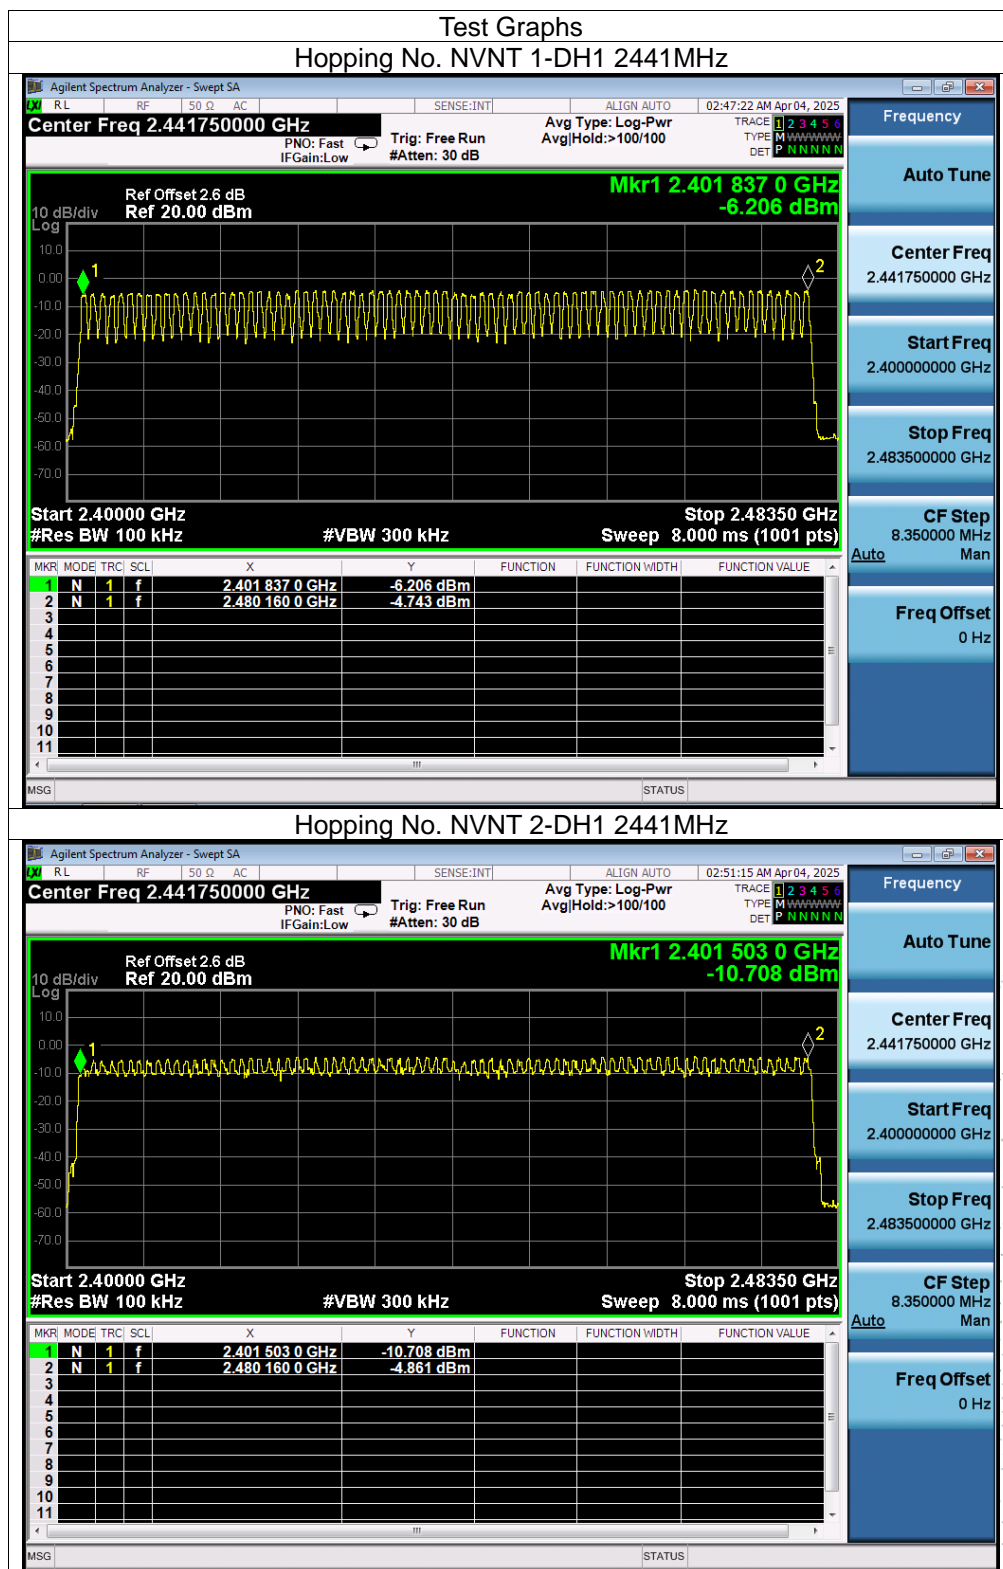 Test Graphs
Hopping No. NVNT 1-DH1 2441MHz
Agilent Spectrum Analyzer - Swept SA
LXI RL RF 50 Ω AC SENSE:INT ALIGN AUTO 02:47:22 AM Apr 04, 2025
Center Freq 2.441750000 GHz
PNO: Fast
IFGain:Low
Trig: Free Run
#Atten: 30 dB
Avg Type: Log-Pwr
Avg|Hold:>100/100
TRACE 1 2 3 4 5 6
TYPE M WWWWW
DET P N N N N N
Frequency
Auto Tune
Mkr1 2.401 837 0 GHz
-6.206 dBm
Ref Offset 2.6 dB
10 dB/div Ref 20.00 dBm
Log
10.0
0.00
-10.0
-20.0
-30.0
-40.0
-50.0
-60.0
-70.0
1
2
Start 2.40000 GHz Stop 2.48350 GHz
#Res BW 100 kHz #VBW 300 kHz Sweep 8.000 ms (1001 pts)
Center Freq
2.441750000 GHz
Start Freq
2.400000000 GHz
Stop Freq
2.483500000 GHz
CF Step
8.350000 MHz
Auto Man
Freq Offset
0 Hz
MKR MODE TRC SCL X Y FUNCTION FUNCTION WIDTH FUNCTION VALUE
1 N 1 f 2.401 837 0 GHz -6.206 dBm
2 N 1 f 2.480 160 0 GHz -4.743 dBm
3
4
5
6
7
8
9
10
11
MSG STATUS
Hopping No. NVNT 2-DH1 2441MHz
Agilent Spectrum Analyzer - Swept SA
LXI RL RF 50 Ω AC SENSE:INT ALIGN AUTO 02:51:15 AM Apr 04, 2025
Center Freq 2.441750000 GHz
PNO: Fast
IFGain:Low
Trig: Free Run
#Atten: 30 dB
Avg Type: Log-Pwr
Avg|Hold:>100/100
TRACE 1 2 3 4 5 6
TYPE M WWWWW
DET P N N N N N
Frequency
Auto Tune
Mkr1 2.401 503 0 GHz
-10.708 dBm
Ref Offset 2.6 dB
10 dB/div Ref 20.00 dBm
Log
10.0
0.00
-10.0
-20.0
-30.0
-40.0
-50.0
-60.0
-70.0
1
2
Start 2.40000 GHz Stop 2.48350 GHz
#Res BW 100 kHz #VBW 300 kHz Sweep 8.000 ms (1001 pts)
Center Freq
2.441750000 GHz
Start Freq
2.400000000 GHz
Stop Freq
2.483500000 GHz
CF Step
8.350000 MHz
Auto Man
Freq Offset
0 Hz
MKR MODE TRC SCL X Y FUNCTION FUNCTION WIDTH FUNCTION VALUE
1 N 1 f 2.401 503 0 GHz -10.708 dBm
2 N 1 f 2.480 160 0 GHz -4.861 dBm
3
4
5
6
7
8
9
10
11
MSG STATUS